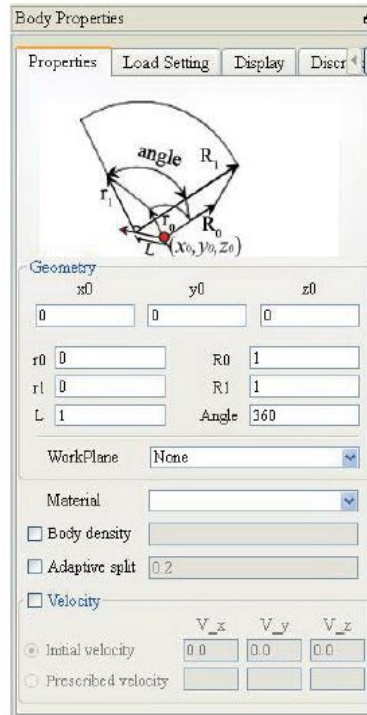 Body Properties
Properties Load Setting Display Discr
angle
R1
r1
r0
R0
L
(x0, y0, z0)
Geometry
x0 y0 z0
0 0 0
r0 0 R0 1
r1 0 R1 1
L 1 Angle 360
WorkPlane None
Material
Body density
Adaptive split 0.2
Velocity
V_x V_y V_z
Initial velocity 0.0 0.0 0.0
Prescribed velocity